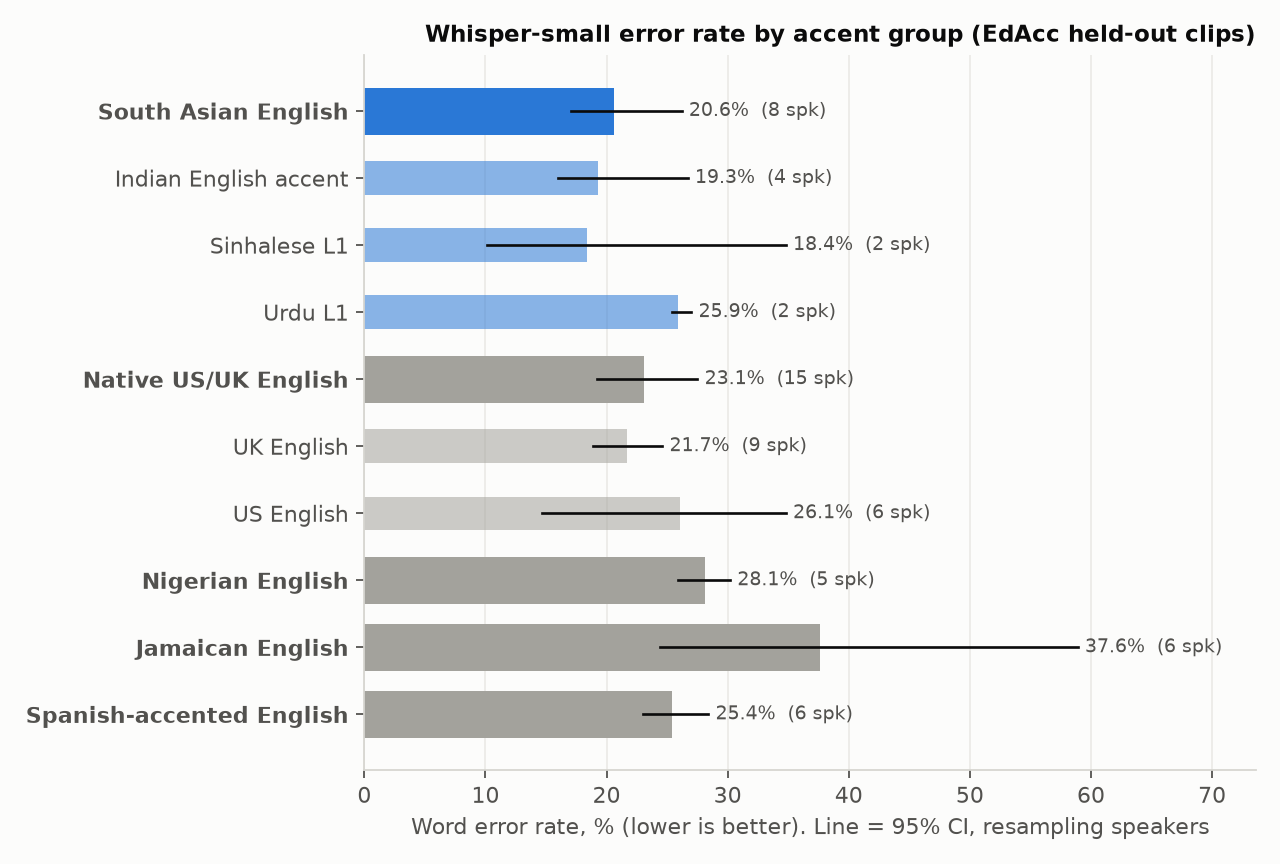 Whisper-small error rate by accent group (EdAcc held-out clips)
South Asian English 20.6% (8 spk)
Indian English accent 19.3% (4 spk)
Sinhalese L1 18.4% (2 spk)
Urdu L1 25.9% (2 spk)
Native US/UK English 23.1% (15 spk)
UK English 21.7% (9 spk)
US English 26.1% (6 spk)
Nigerian English 28.1% (5 spk)
Jamaican English 37.6% (6 spk)
Spanish-accented English 25.4% (6 spk)
0 10 20 30 40 50 60 70
Word error rate, % (lower is better). Line = 95% CI, resampling speakers